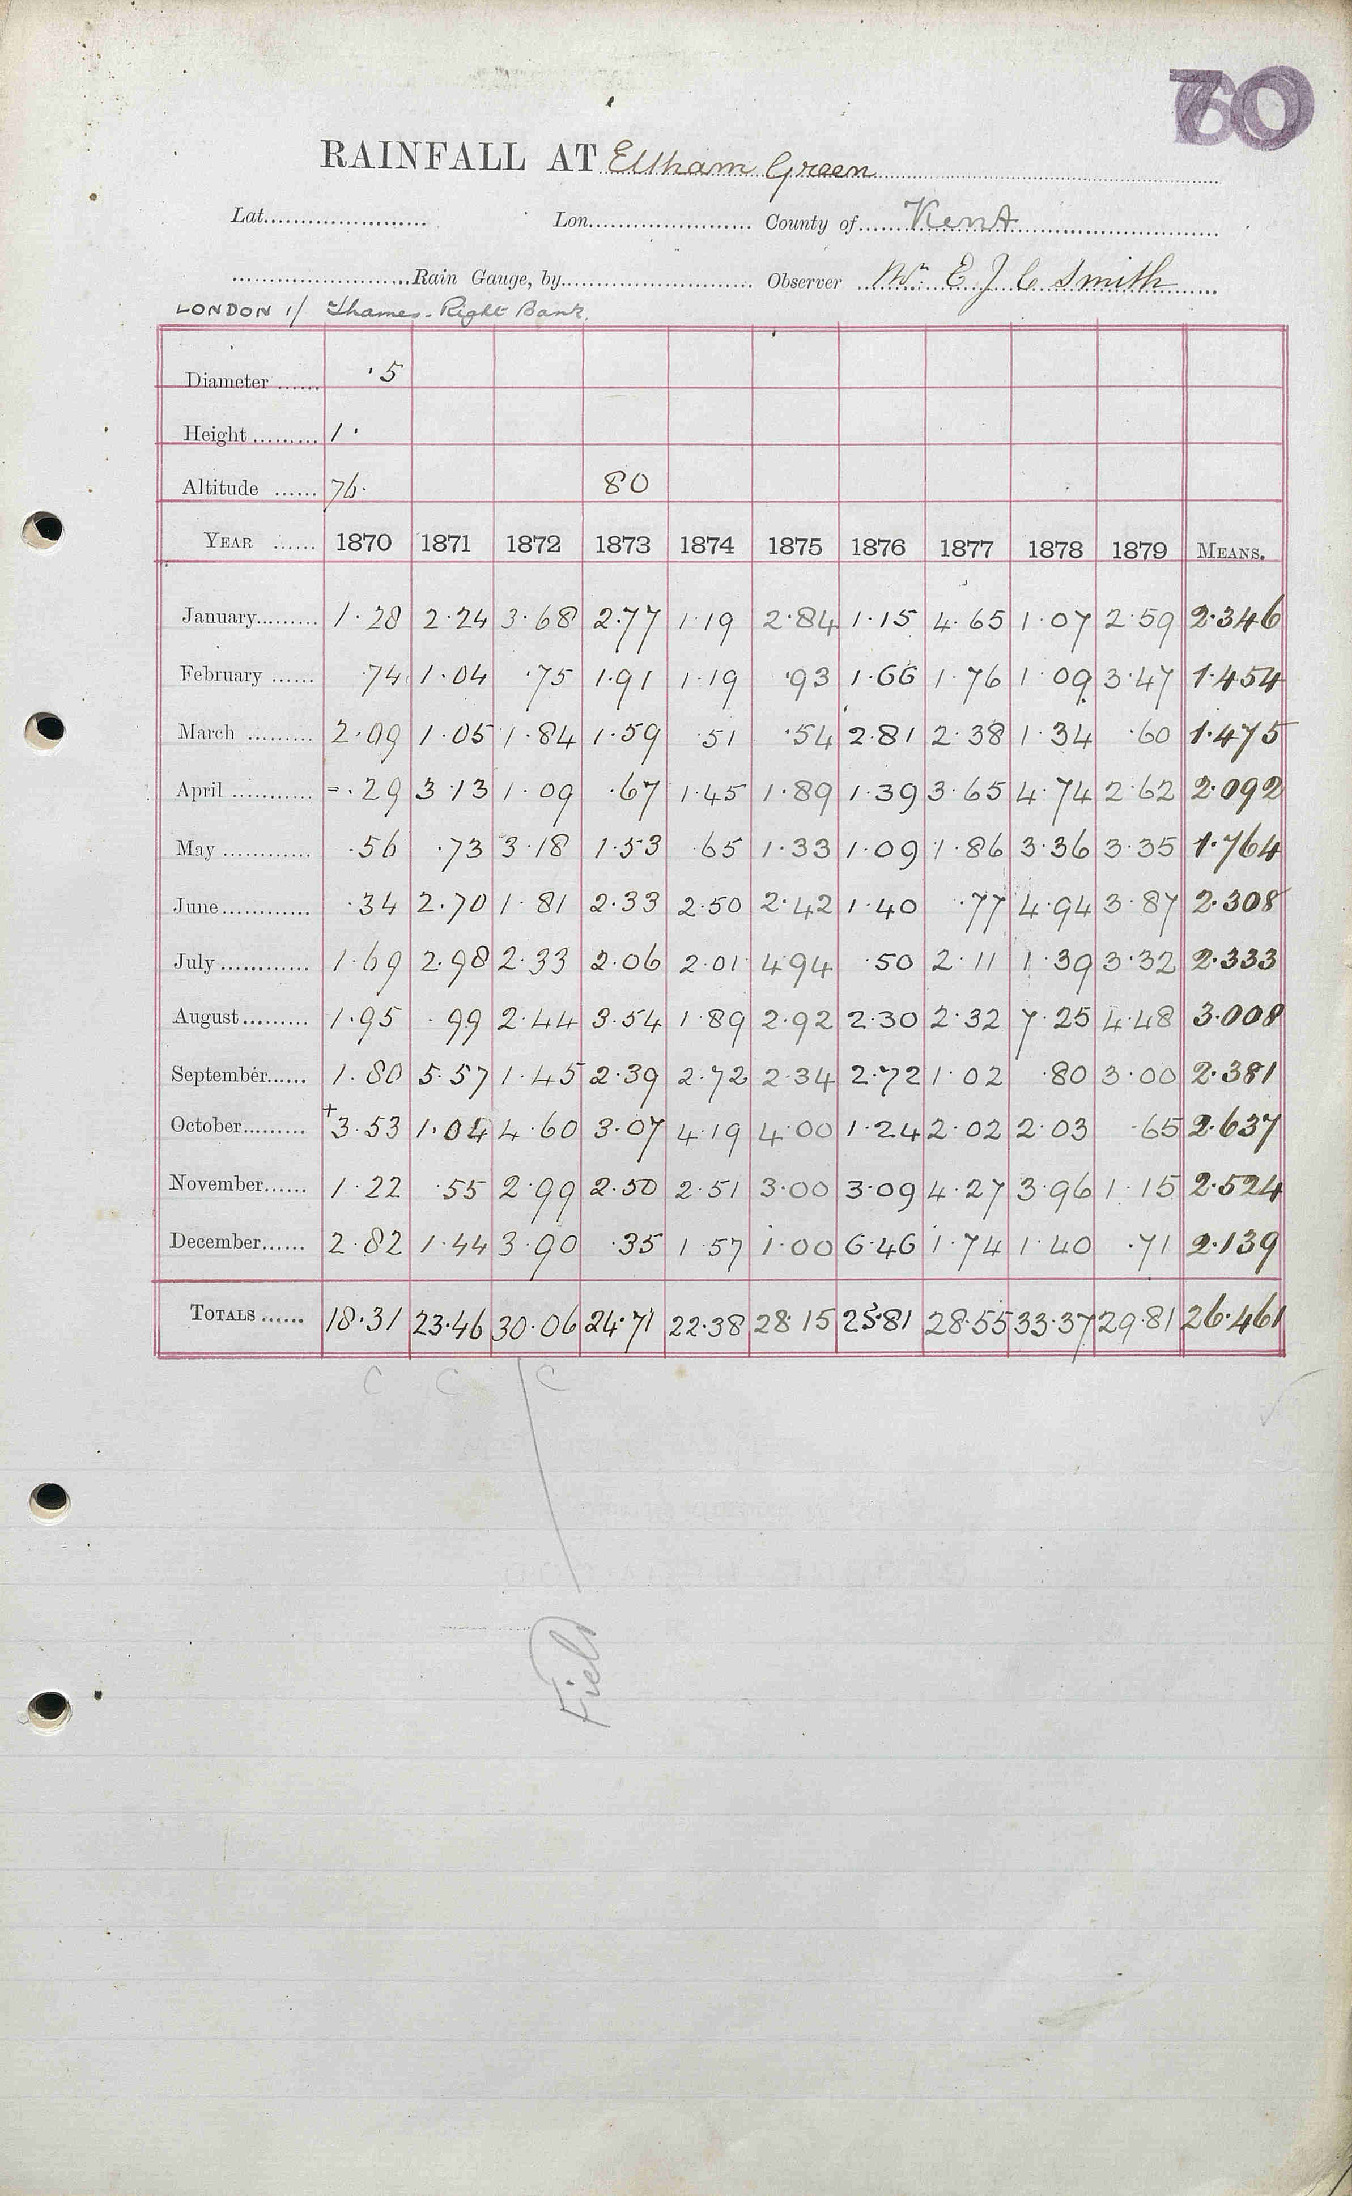 70
RAINFALL AT Eltham Green
Lat. Lon. County of Kent
Rain Gauge, by Observer Mr E J C Smith
LONDON 1/ Thames - Right Bank.
Diameter ·5
Height 1·
Altitude 76· 80
YEAR 1870 1871 1872 1873 1874 1875 1876 1877 1878 1879 MEANS.
January 1·28 2·24 3·68 2·77 1·19 2·84 1·15 4·65 1·07 2·59 2·346
February ·74 1·04 ·75 1·91 1·19 ·93 1·66 1·76 1·09 3·47 1·454
March 2·09 1·05 1·84 1·59 ·51 ·54 2·81 2·38 1·34 ·60 1·475
April -·29 3·13 1·09 ·67 1·45 1·89 1·39 3·65 4·74 2·62 2·092
May ·56 ·73 3·18 1·53 ·65 1·33 1·09 1·86 3·36 3·35 1·764
June ·34 2·70 1·81 2·33 2·50 2·42 1·40 ·77 4·94 3·87 2·308
July 1·69 2·98 2·33 2·06 2·01 4·94 ·50 2·11 1·39 3·32 2·333
August 1·95 ·99 2·44 3·54 1·89 2·92 2·30 2·32 7·25 4·48 3·008
September 1·80 5·57 1·45 2·39 2·72 2·34 2·72 1·02 ·80 3·00 2·381
October +3·53 1·04 4·60 3·07 4·19 4·00 1·24 2·02 2·03 ·65 2·637
November 1·22 ·55 2·99 2·50 2·51 3·00 3·09 4·27 3·96 1·15 2·524
December 2·82 1·44 3·90 ·35 1·57 1·00 6·46 1·74 1·40 ·71 2·139
TOTALS 18·31 23·46 30·06 24·71 22·38 28·15 25·81 28·55 33·37 29·81 26·461
C C C
Field